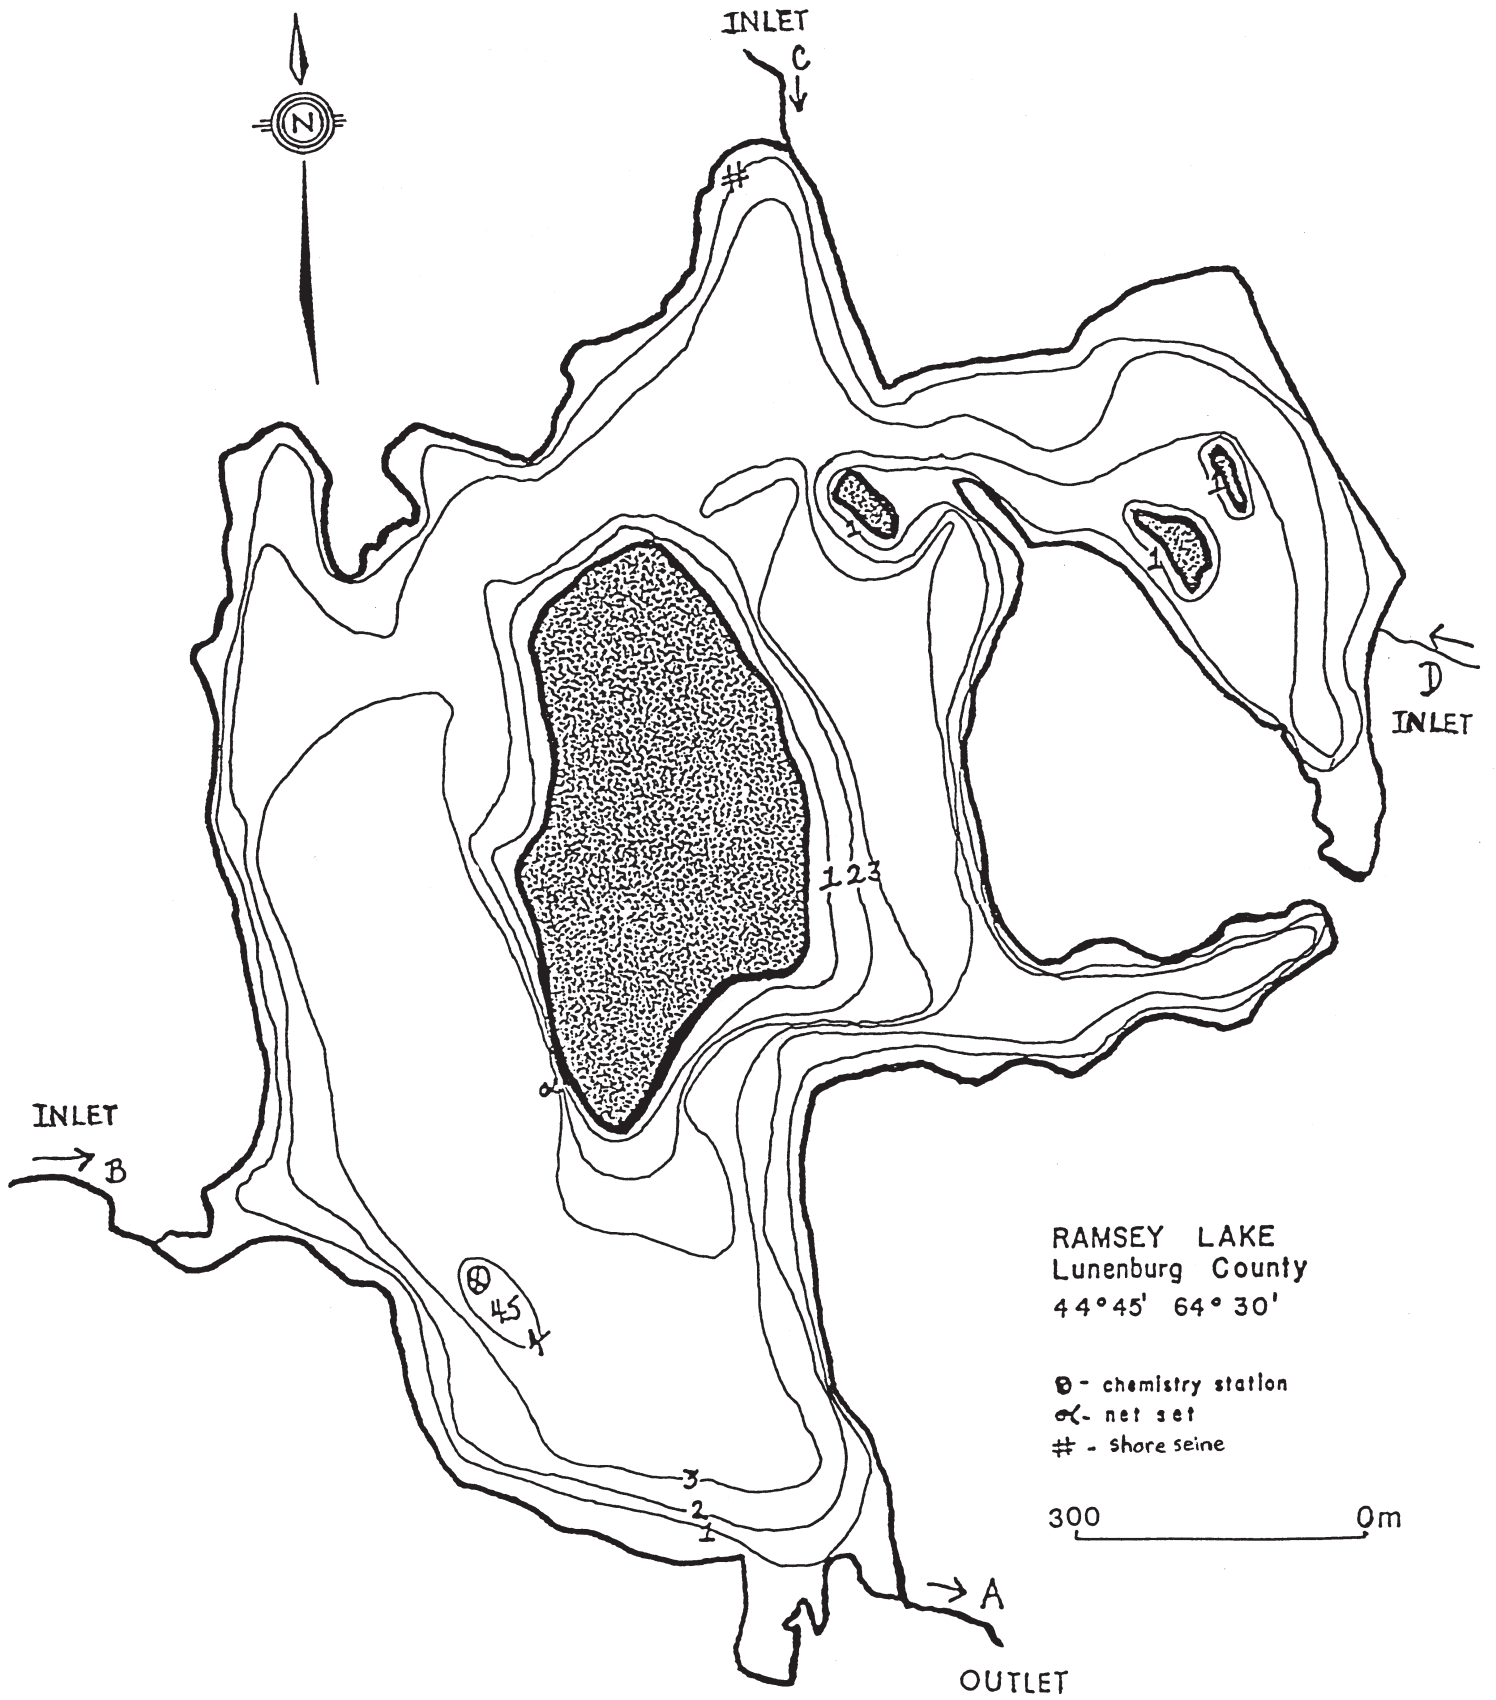 INLET
C
N
#
1
1
1
D
INLET
1 2 3
INLET
B
RAMSEY LAKE
Lunenburg County
44°45' 64°30'
45
- chemistry station
∝- net set
# - shore seine
3
2
1
300 0m
A
OUTLET